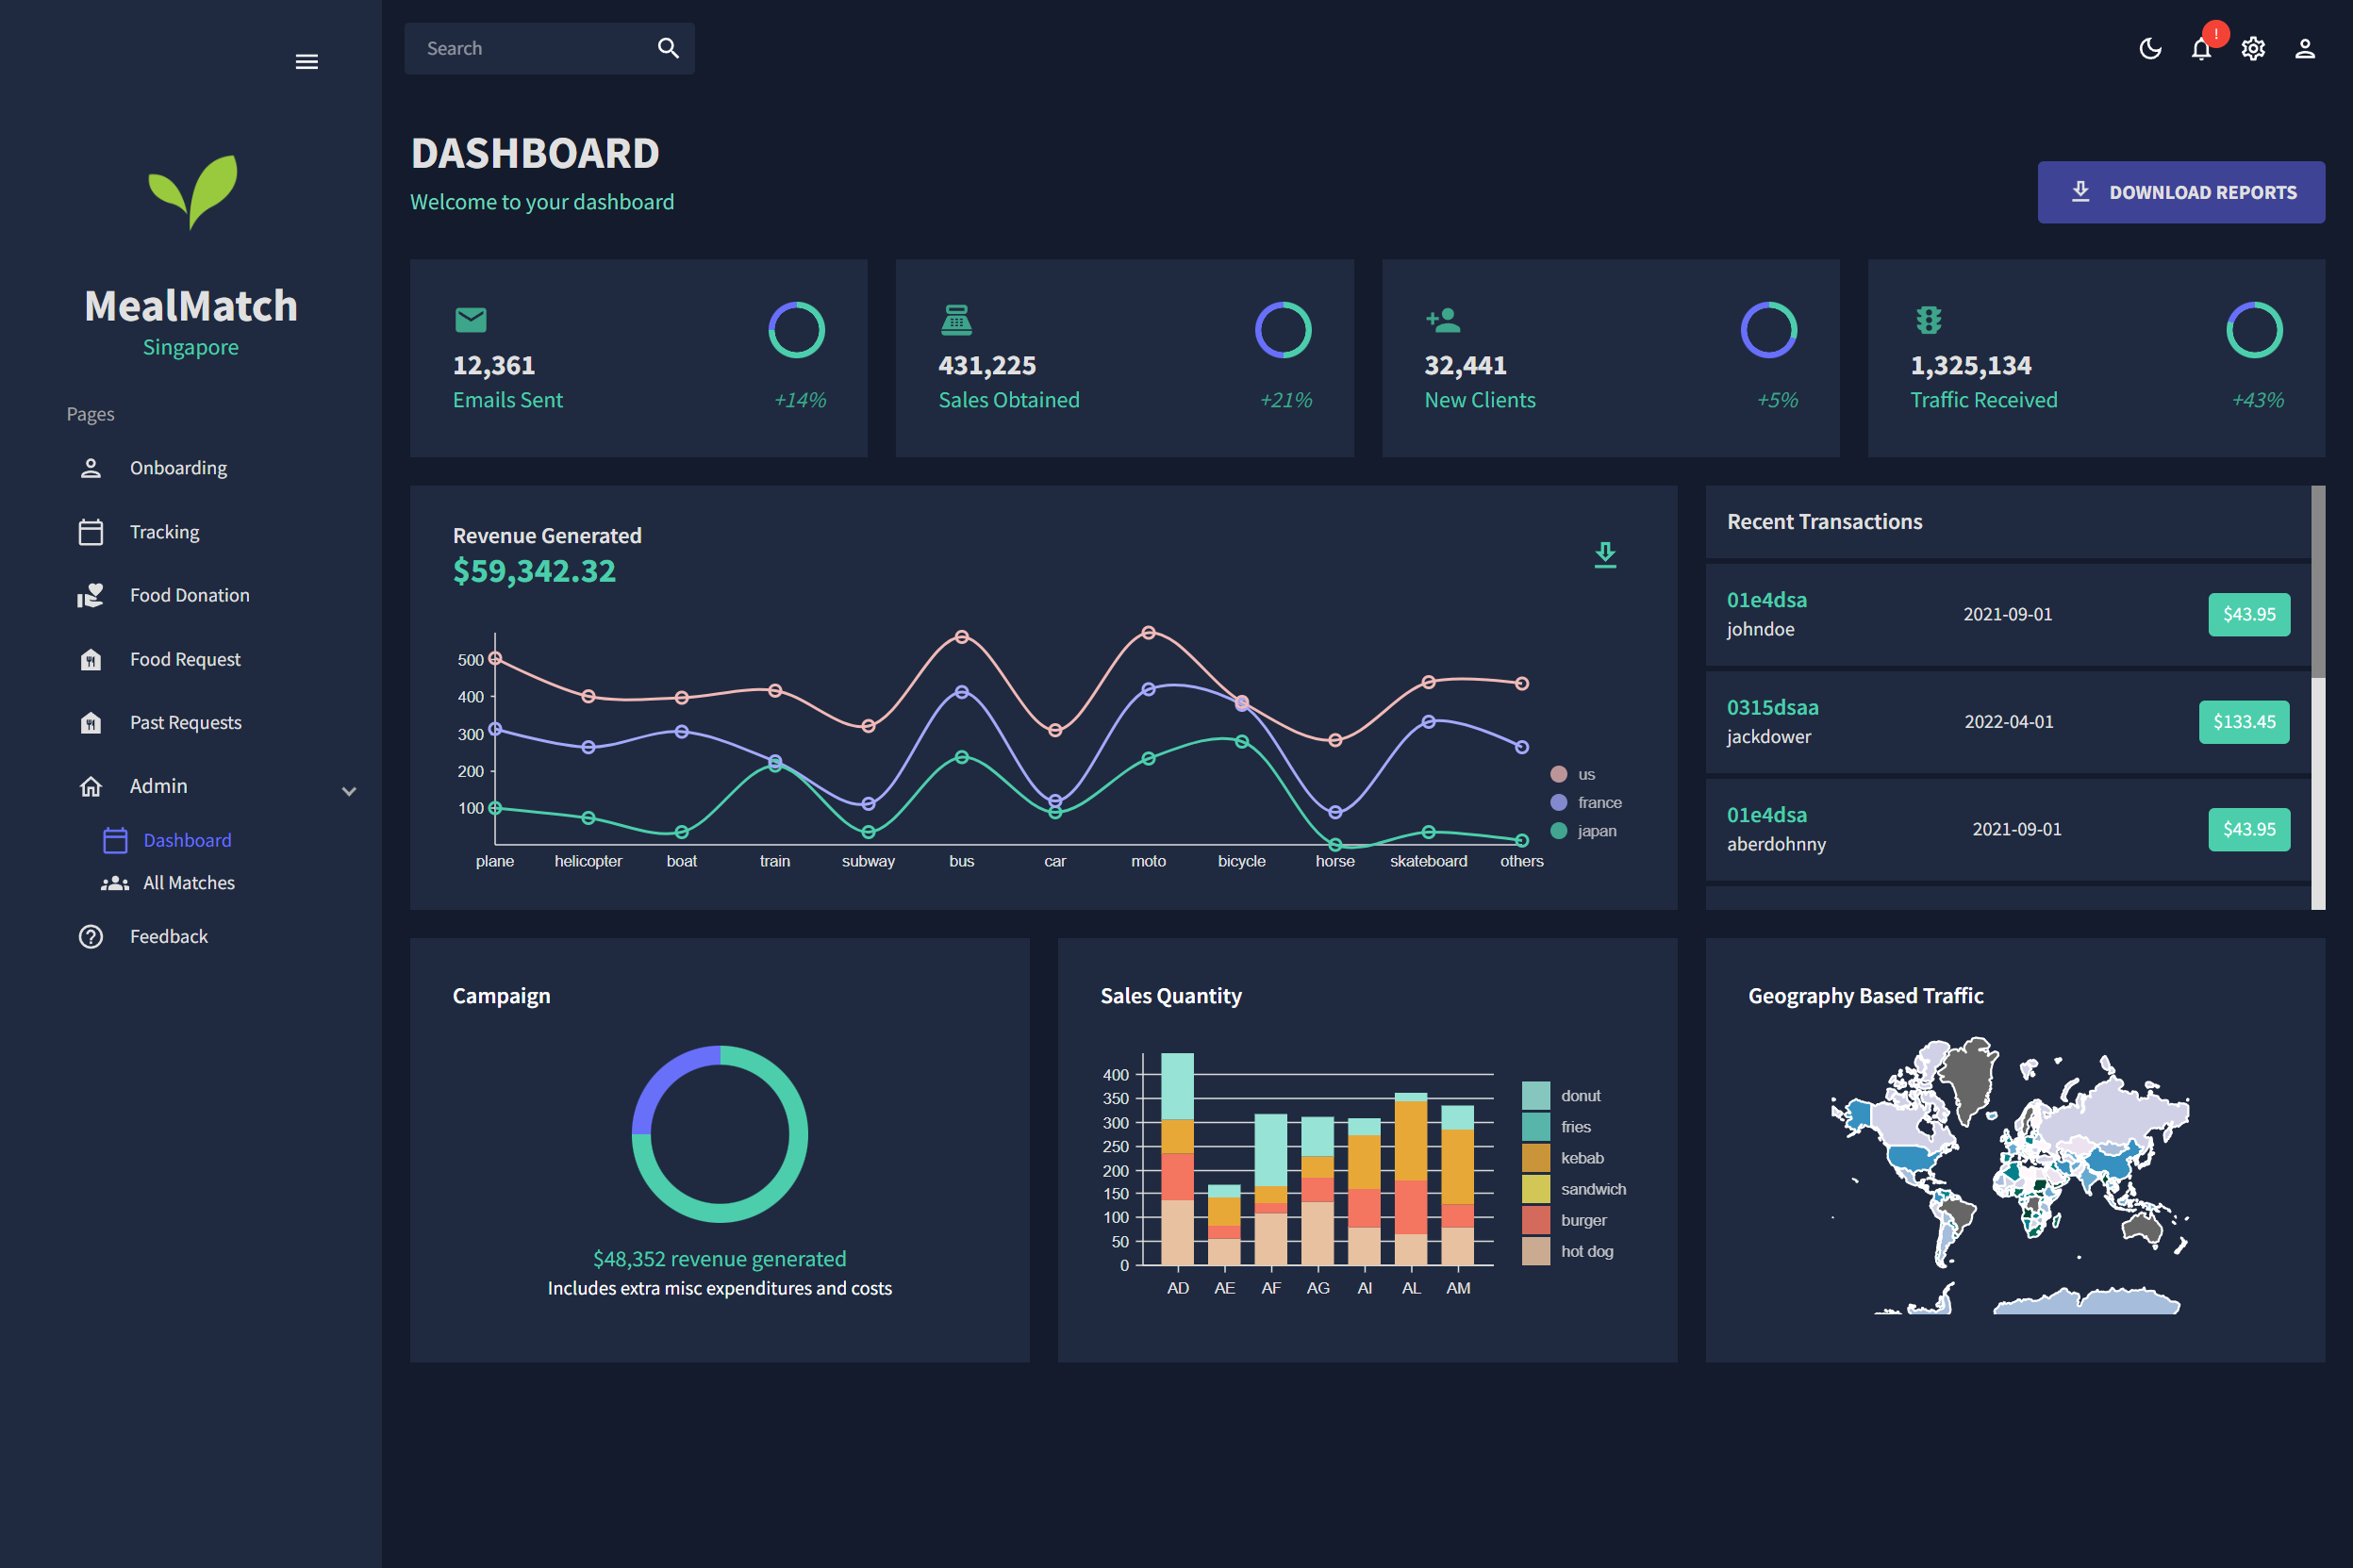 Search
!
MealMatch
Singapore
Pages
Onboarding
Tracking
Food Donation
Food Request
Past Requests
Admin
Dashboard
All Matches
Feedback
DASHBOARD
Welcome to your dashboard
DOWNLOAD REPORTS
12,361
Emails Sent
+14%
431,225
Sales Obtained
+21%
32,441
New Clients
+5%
1,325,134
Traffic Received
+43%
Revenue Generated
$59,342.32
500
400
300
200
100
plane helicopter boat train subway bus car moto bicycle horse skateboard others
us
france
japan
Recent Transactions
01e4dsa
johndoe
2021-09-01
$43.95
0315dsaa
jackdower
2022-04-01
$133.45
01e4dsa
aberdohnny
2021-09-01
$43.95
Campaign
$48,352 revenue generated
Includes extra misc expenditures and costs
Sales Quantity
400
350
300
250
200
150
100
50
0
AD AE AF AG AI AL AM
donut
fries
kebab
sandwich
burger
hot dog
Geography Based Traffic